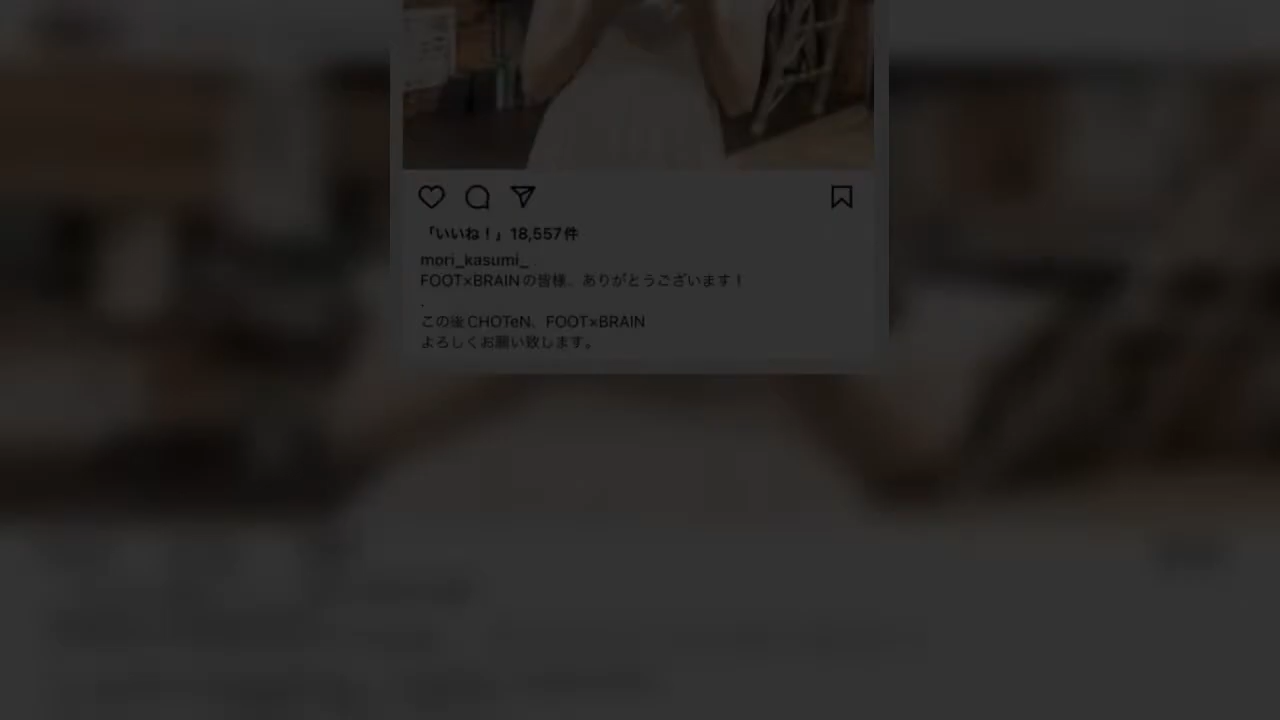 「いいね！」18,557件
mori_kasumi_
FOOT×BRAINの皆様、ありがとうございます！
.
この後CHOTeN、FOOT×BRAIN
よろしくお願い致します。